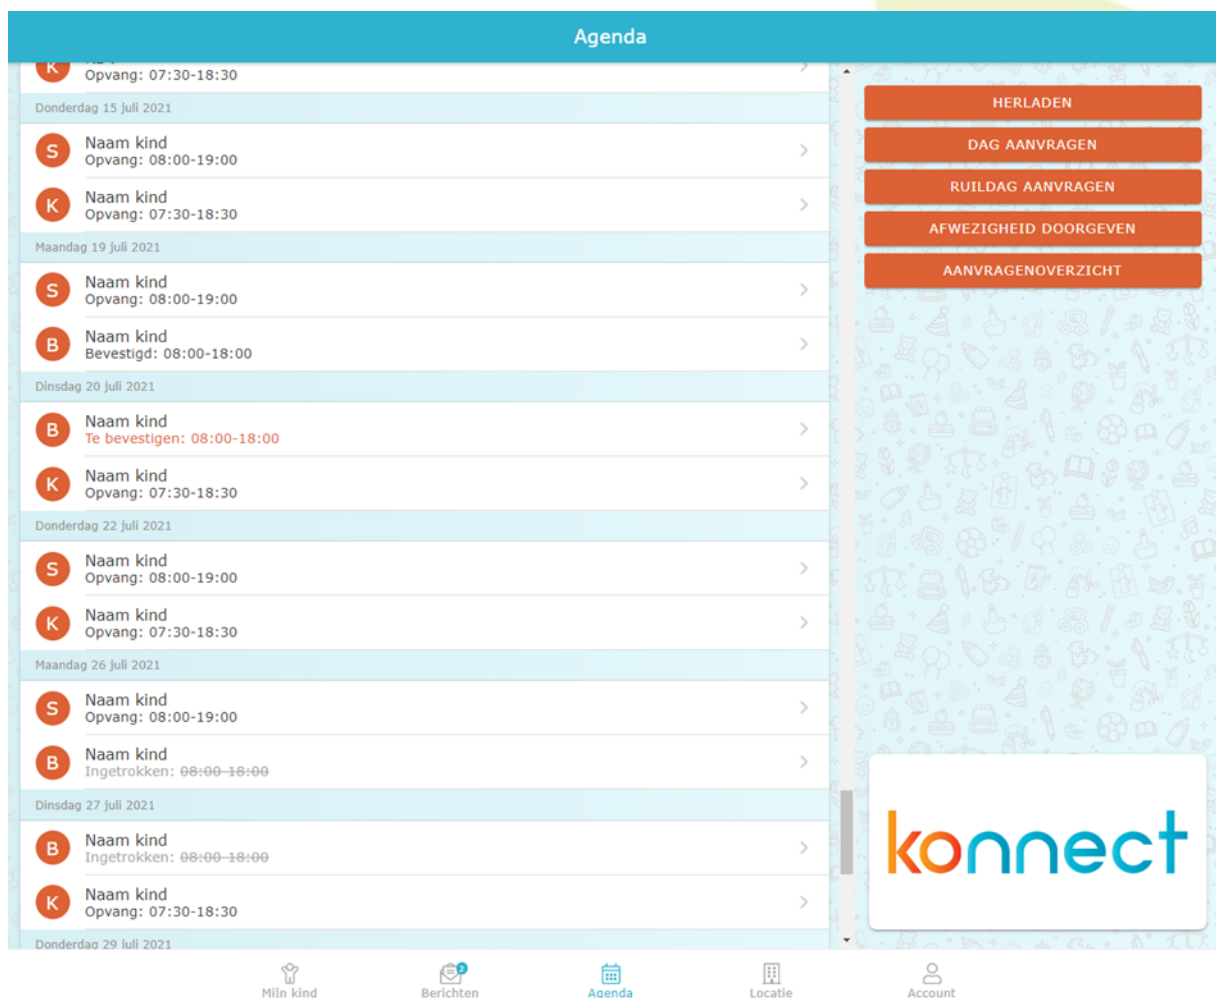 Agenda
K
Opvang: 07:30-18:30
Donderdag 15 juli 2021
S
Naam kind
Opvang: 08:00-19:00
K
Naam kind
Opvang: 07:30-18:30
Maandag 19 juli 2021
S
Naam kind
Opvang: 08:00-19:00
B
Naam kind
Bevestigd: 08:00-18:00
Dinsdag 20 juli 2021
B
Naam kind
Te bevestigen: 08:00-18:00
K
Naam kind
Opvang: 07:30-18:30
Donderdag 22 juli 2021
S
Naam kind
Opvang: 08:00-19:00
K
Naam kind
Opvang: 07:30-18:30
Maandag 26 juli 2021
S
Naam kind
Opvang: 08:00-19:00
B
Naam kind
Ingetrokken: 08:00-18:00
Dinsdag 27 juli 2021
B
Naam kind
Ingetrokken: 08:00-18:00
K
Naam kind
Opvang: 07:30-18:30
Donderdag 29 juli 2021
HERLADEN
DAG AANVRAGEN
RUILDAG AANVRAGEN
AFWEZIGHEID DOORGEVEN
AANVRAGENOVERZICHT
konnect
Mijn kind
2
Berichten
Agenda
Locatie
Account